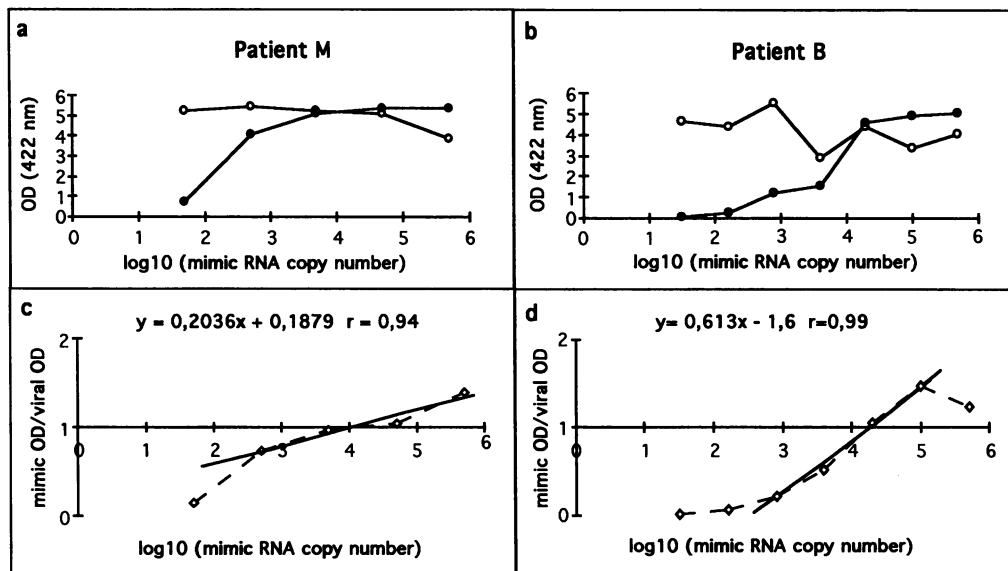 a
Patient M
OD (422 nm)
6
5
4
3
2
1
0
0 1 2 3 4 5 6
log10 (mimic RNA copy number)
b
Patient B
OD (422 nm)
6
5
4
3
2
1
0
0 1 2 3 4 5 6
log10 (mimic RNA copy number)
c
y = 0,2036x + 0,1879 r = 0,94
mimic OD/viral OD
2
1
0
0 1 2 3 4 5 6
log10 (mimic RNA copy number)
d
y= 0,613x - 1,6 r=0,99
mimic OD/viral OD
2
1
0
0 1 2 3 4 5 6
log10 (mimic RNA copy number)